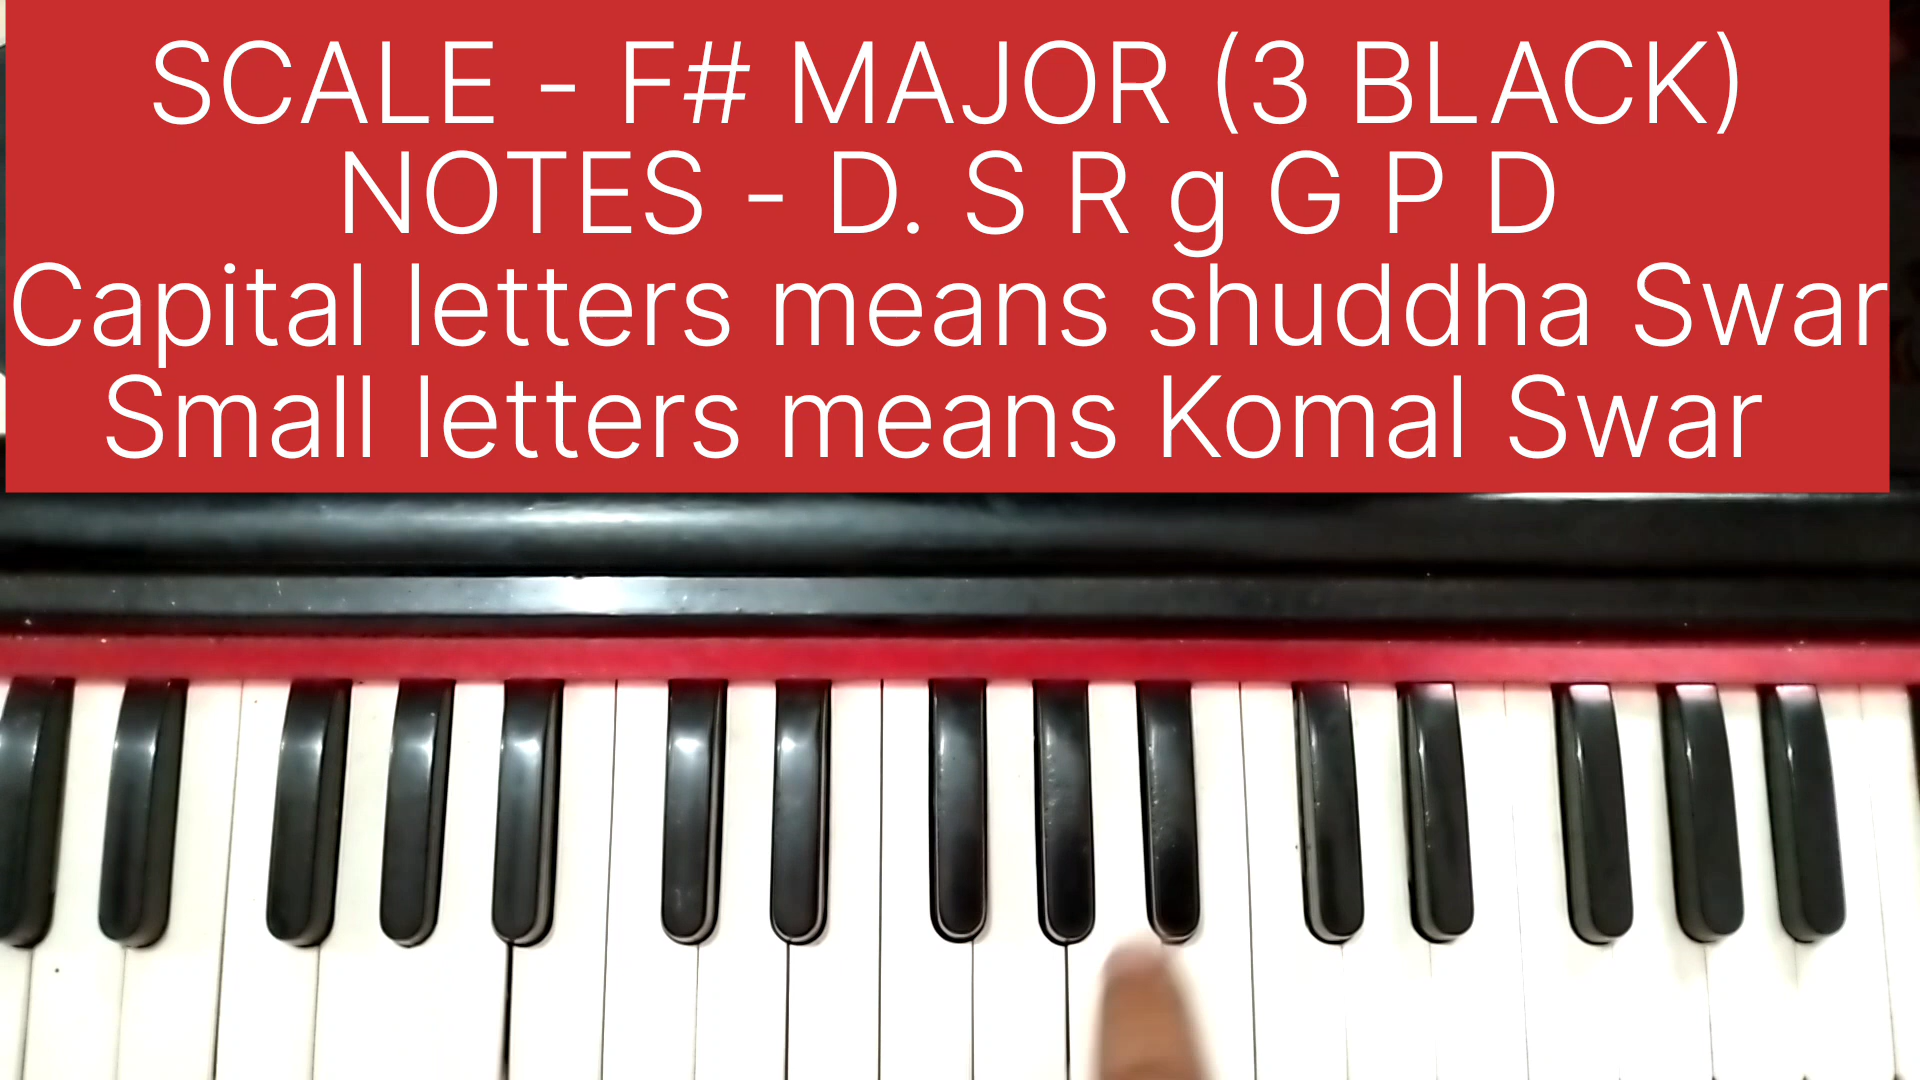 SCALE - F# MAJOR (3 BLACK)
NOTES - D. S R g G P D
Capital letters means shuddha Swar
Small letters means Komal Swar